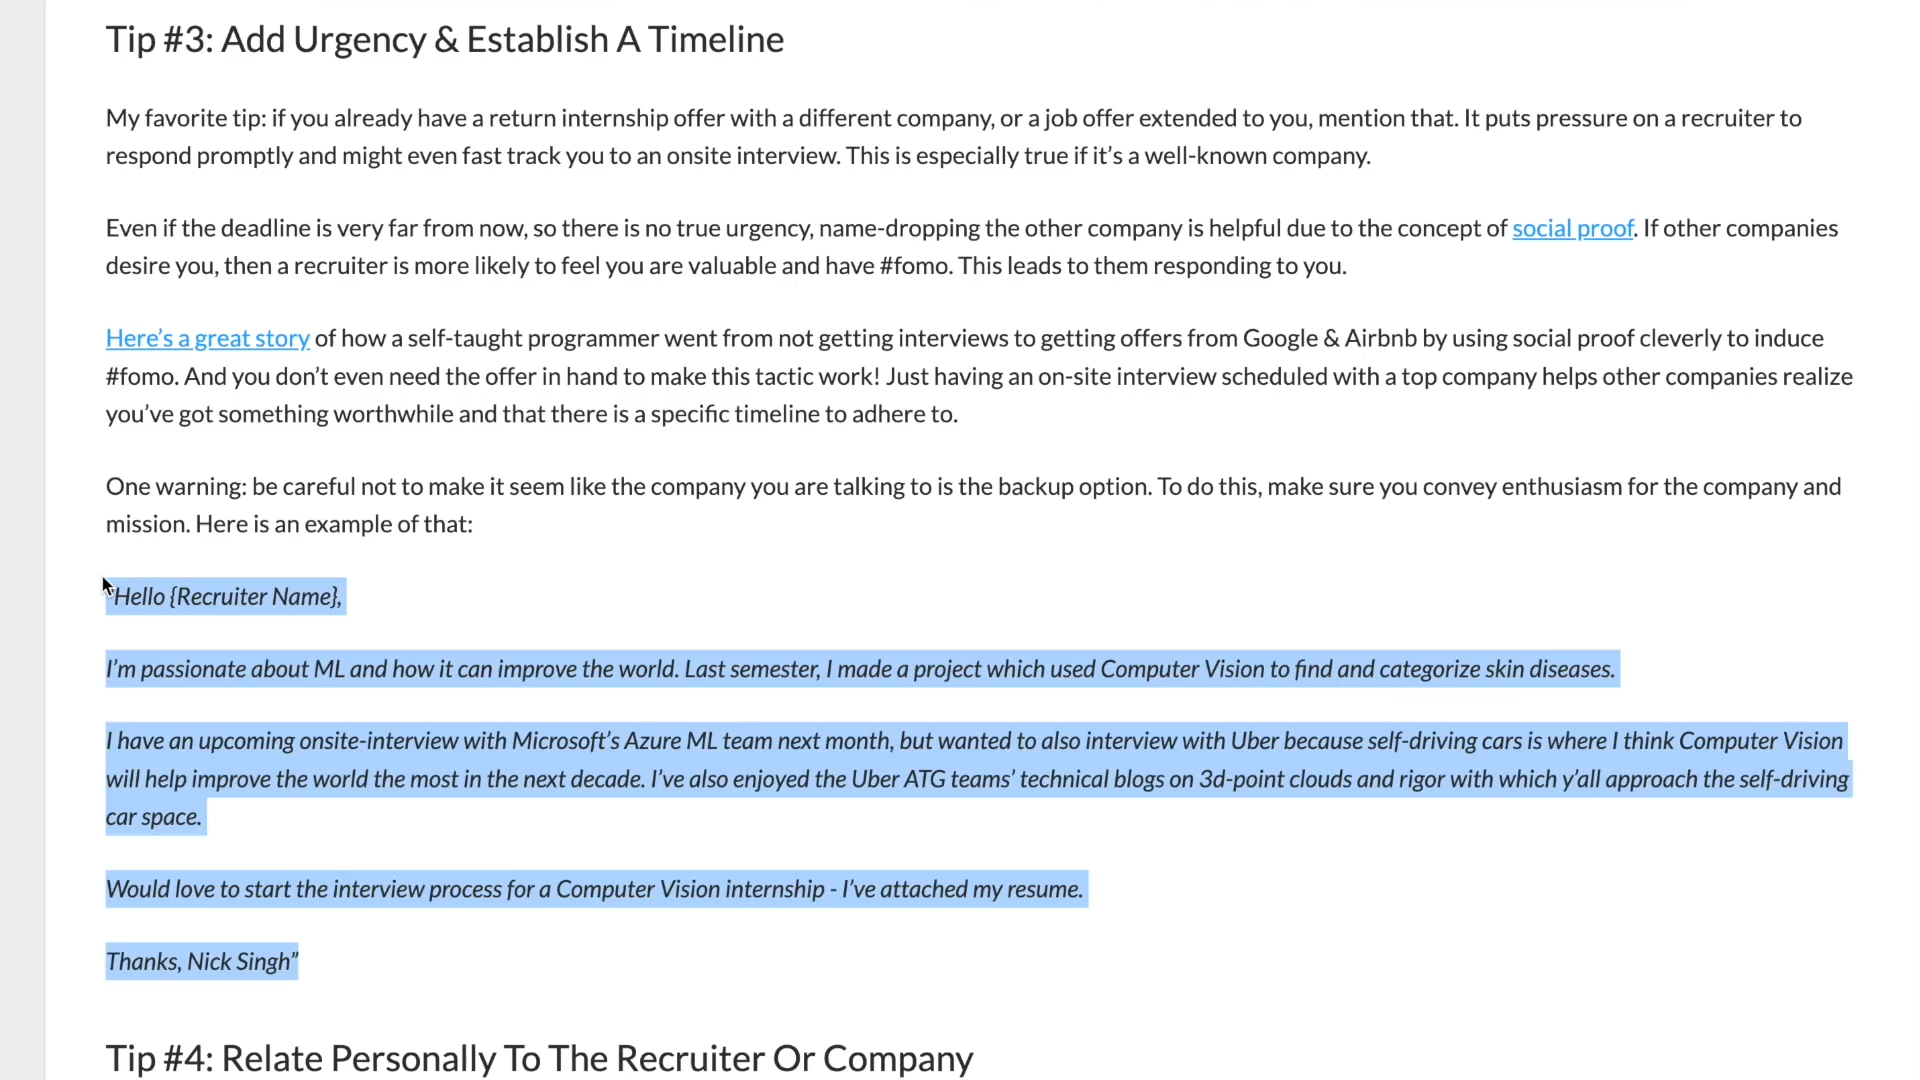 Tip #3: Add Urgency & Establish A Timeline
My favorite tip: if you already have a return internship offer with a different company, or a job offer extended to you, mention that. It puts pressure on a recruiter to
respond promptly and might even fast track you to an onsite interview. This is especially true if it’s a well-known company.
Even if the deadline is very far from now, so there is no true urgency, name-dropping the other company is helpful due to the concept of social proof. If other companies
desire you, then a recruiter is more likely to feel you are valuable and have #fomo. This leads to them responding to you.
Here’s a great story of how a self-taught programmer went from not getting interviews to getting offers from Google & Airbnb by using social proof cleverly to induce
#fomo. And you don’t even need the offer in hand to make this tactic work! Just having an on-site interview scheduled with a top company helps other companies realize
you’ve got something worthwhile and that there is a specific timeline to adhere to.
One warning: be careful not to make it seem like the company you are talking to is the backup option. To do this, make sure you convey enthusiasm for the company and
mission. Here is an example of that:
“Hello {Recruiter Name},
I’m passionate about ML and how it can improve the world. Last semester, I made a project which used Computer Vision to find and categorize skin diseases.
I have an upcoming onsite-interview with Microsoft’s Azure ML team next month, but wanted to also interview with Uber because self-driving cars is where I think Computer Vision
will help improve the world the most in the next decade. I’ve also enjoyed the Uber ATG teams’ technical blogs on 3d-point clouds and rigor with which y’all approach the self-driving
car space.
Would love to start the interview process for a Computer Vision internship - I’ve attached my resume.
Thanks, Nick Singh”
Tip #4: Relate Personally To The Recruiter Or Company